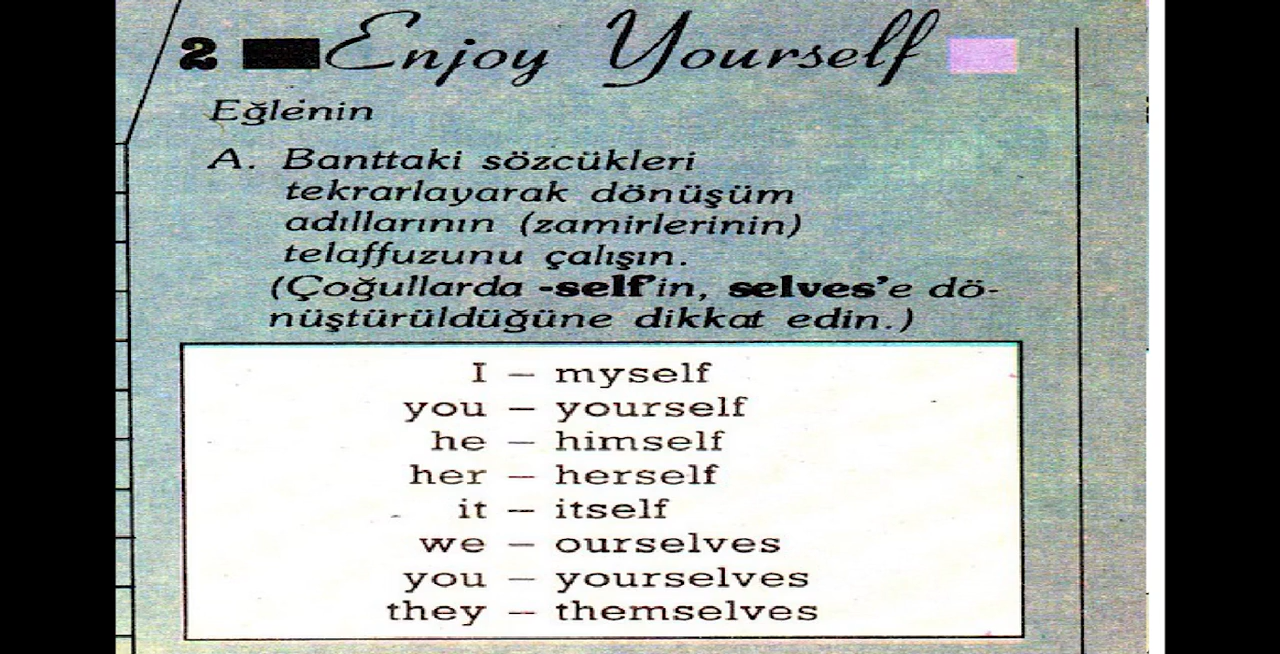 2 Enjoy Yourself
Eğlenin
A. Banttaki sözcükleri
tekrarlayarak dönüşüm
adıllarının (zamirlerinin)
telaffuzunu çalışın.
(Çoğullarda -self'in, selves'e dö-
nüştürüldüğüne dikkat edin.)
I – myself
you – yourself
he – himself
her – herself
it – itself
we – ourselves
you – yourselves
they – themselves